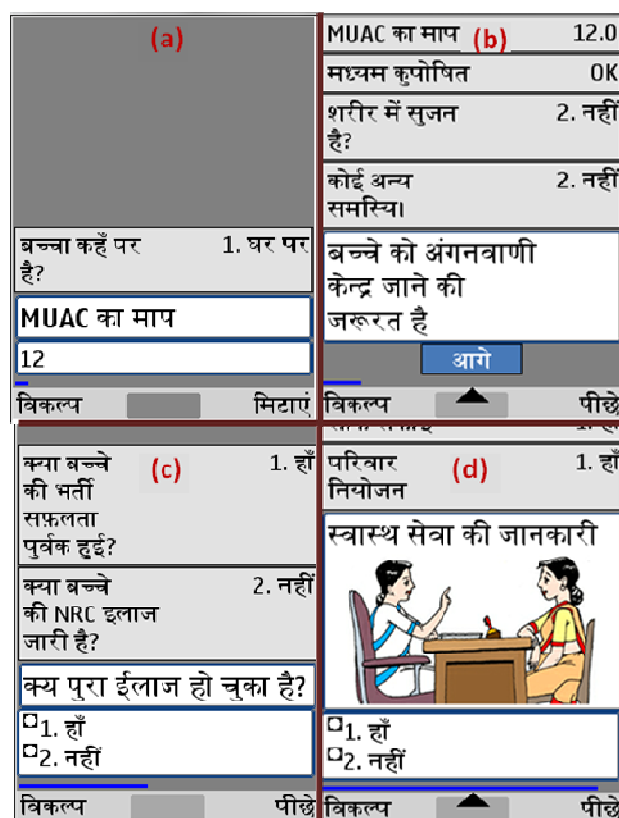 (a)
बच्चा कहँ पर 1. घर पर
है?
MUAC का माप
12
विकल्प मिटाएं
MUAC का माप (b) 12.0
मध्यम कुपोषित OK
शरीर में सुजन 2. नहीं
है?
कोई अन्य 2. नहीं
समस्यि।
बच्चे को अंगनवाणी
केन्द्र जाने की
जरूरत है
आगे
विकल्प पीछे
क्या बच्चे (c) 1. हाँ
की भर्ती
सफ़लता
पुर्वक हुई?
क्या बच्चे 2. नहीं
की NRC इलाज
जारी है?
क्य पुरा ईलाज हो चुका है?
1. हाँ
2. नहीं
विकल्प पीछे
परिवार (d) 1. हाँ
नियोजन
स्वास्थ सेवा की जानकारी
1. हाँ
2. नहीं
विकल्प पीछे